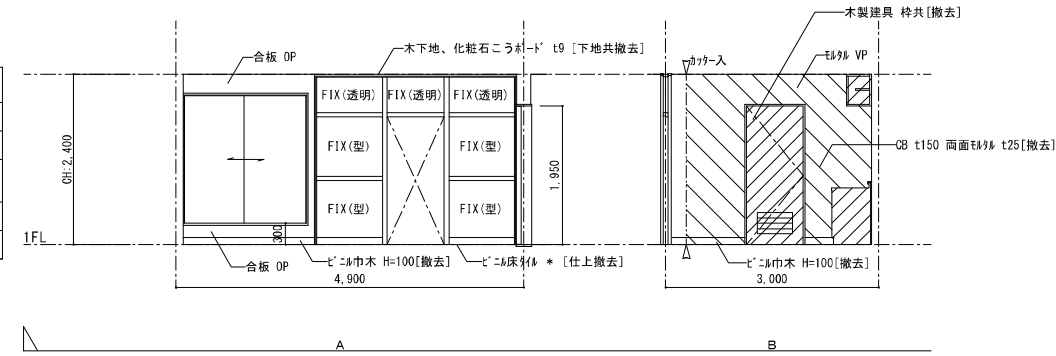 木製建具 枠共[撤去]
木下地、化粧石こうﾎﾞｰﾄﾞ t9 [下地共撤去]
合板 OP
ｶｯﾀｰ入
ﾓﾙﾀﾙ VP
FIX(透明) FIX(透明) FIX(透明)
CH:2,400
FIX(型) FIX(型)
CB t150 両面ﾓﾙﾀﾙ t25[撤去]
1,950
FIX(型) FIX(型)
300
1FL
合板 OP
ﾋﾞﾆﾙ巾木 H=100[撤去]
ﾋﾞﾆﾙ床ﾀｲﾙ * [仕上撤去]
ﾋﾞﾆﾙ巾木 H=100[撤去]
4,900
3,000
A
B